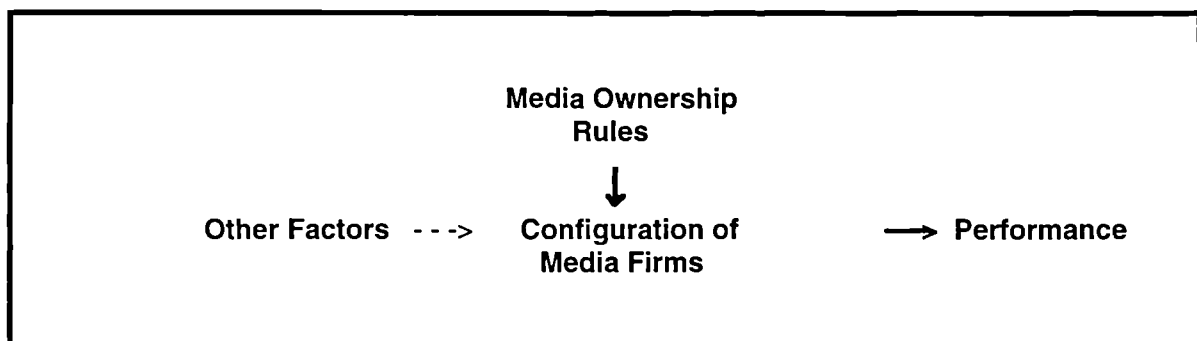 Media Ownership
Rules
Other Factors - - -> Configuration of
Media Firms
Performance